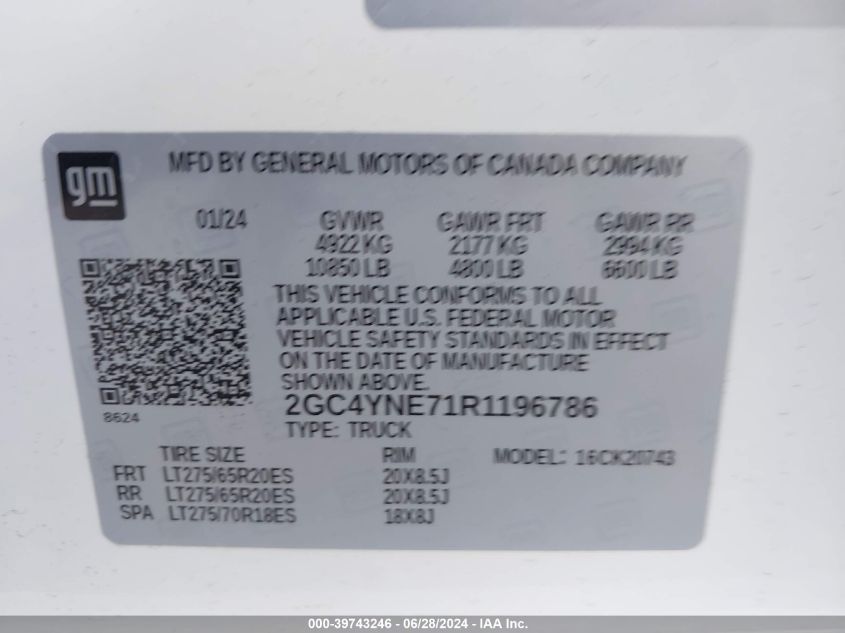 gm
MFD BY GENERAL MOTORS OF CANADA COMPANY
01/24 GVWR GAWR FRT GAWR RR
4922 KG 2177 KG 2994 KG
10850 LB 4800 LB 6600 LB
THIS VEHICLE CONFORMS TO ALL
APPLICABLE U.S. FEDERAL MOTOR
VEHICLE SAFETY STANDARDS IN EFFECT
ON THE DATE OF MANUFACTURE
SHOWN ABOVE.
2GC4YNE71R1196786
8624
TYPE: TRUCK
TIRE SIZE RIM MODEL: 16CK20743
FRT LT275/65R20ES 20X8.5J
RR LT275/65R20ES 20X8.5J
SPA LT275/70R18ES 18X8J
000-39743246 - 06/28/2024 - IAA Inc.